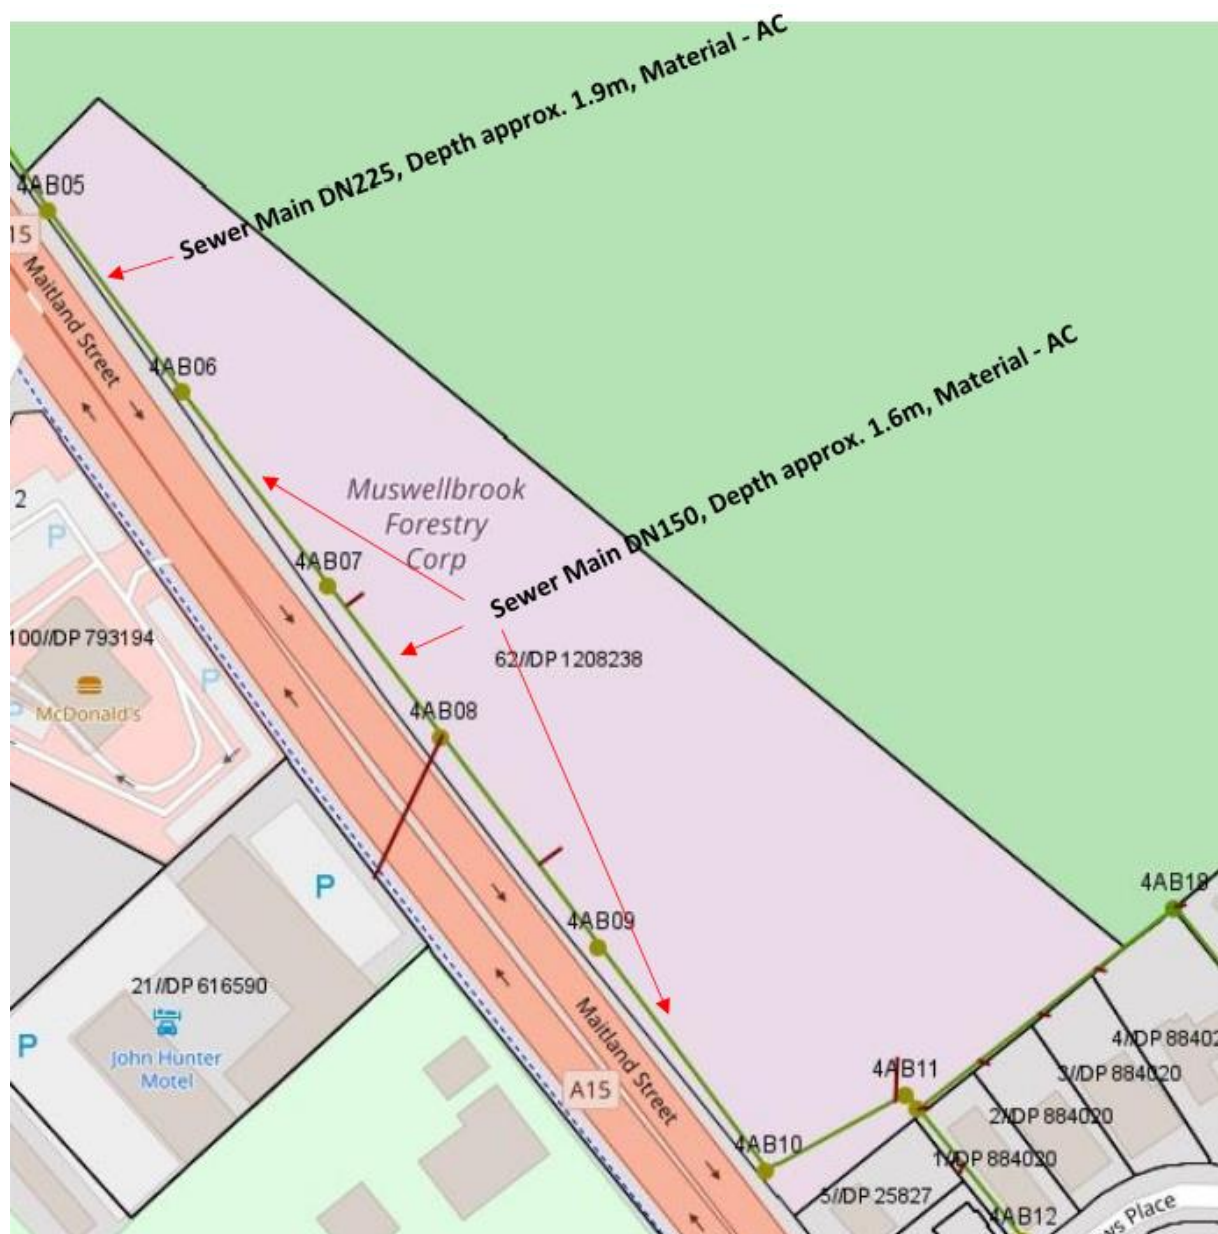 Sewer Main DN225, Depth approx. 1.9m, Material - AC
4AB05
15
Maitland Street
4AB06
Sewer Main DN150, Depth approx. 1.6m, Material - AC
Muswellbrook
Forestry
Corp
2
P
4AB07
100//DP 793194
62//DP 1208238
P
P
McDonald's
4AB08
4AB18
P
4AB09
21//DP 616590
P
John Hunter
Motel
Maitland Street
A15
4AB11
4//DP 88402
3//DP 884020
2//DP 884020
4AB10
1//DP 884020
5//DP 25827
4AB12
ws Place